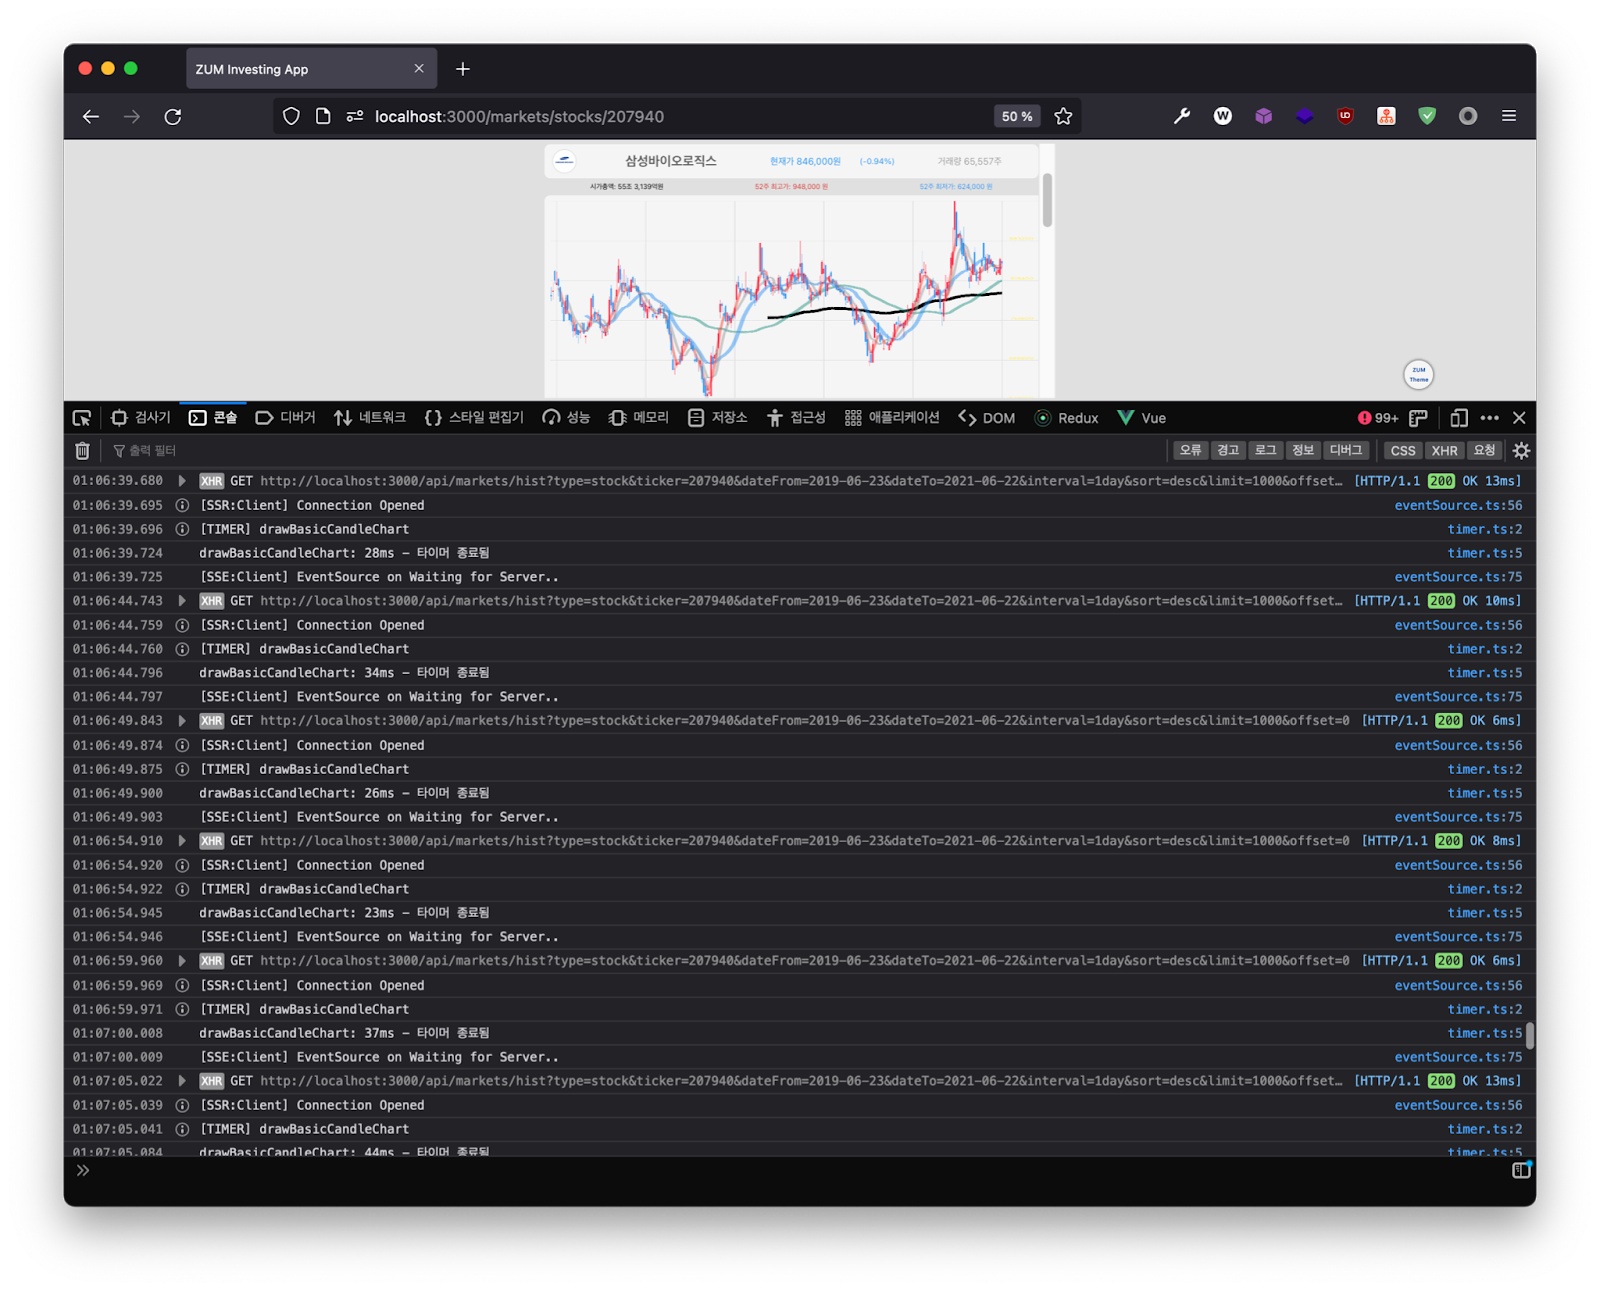 ZUM Investing App
localhost:3000/markets/stocks/207940
50 %
삼성바이오로직스 현재가 846,000원 (-0.94%) 거래량 65,557주
시가총액: 55조 3,139억원 52주 최고가: 948,000 원 52주 최저가: 624,000 원
ZUM
Theme
검사기 콘솔 디버거 네트워크 {} 스타일 편집기 성능 메모리 저장소 접근성 애플리케이션 DOM Redux Vue 99+
출력 필터 오류 경고 로그 정보 디버그 CSS XHR 요청
01:06:39.680 XHR GET http://localhost:3000/api/markets/hist?type=stock&ticker=207940&dateFrom=2019-06-23&dateTo=2021-06-22&interval=1day&sort=desc&limit=1000&offset… [HTTP/1.1 200 OK 13ms]
01:06:39.695 [SSR:Client] Connection Opened eventSource.ts:56
01:06:39.696 [TIMER] drawBasicCandleChart timer.ts:2
01:06:39.724 drawBasicCandleChart: 28ms – 타이머 종료됨 timer.ts:5
01:06:39.725 [SSE:Client] EventSource on Waiting for Server.. eventSource.ts:75
01:06:44.743 XHR GET http://localhost:3000/api/markets/hist?type=stock&ticker=207940&dateFrom=2019-06-23&dateTo=2021-06-22&interval=1day&sort=desc&limit=1000&offset… [HTTP/1.1 200 OK 10ms]
01:06:44.759 [SSR:Client] Connection Opened eventSource.ts:56
01:06:44.760 [TIMER] drawBasicCandleChart timer.ts:2
01:06:44.796 drawBasicCandleChart: 34ms – 타이머 종료됨 timer.ts:5
01:06:44.797 [SSE:Client] EventSource on Waiting for Server.. eventSource.ts:75
01:06:49.843 XHR GET http://localhost:3000/api/markets/hist?type=stock&ticker=207940&dateFrom=2019-06-23&dateTo=2021-06-22&interval=1day&sort=desc&limit=1000&offset=0 [HTTP/1.1 200 OK 6ms]
01:06:49.874 [SSR:Client] Connection Opened eventSource.ts:56
01:06:49.875 [TIMER] drawBasicCandleChart timer.ts:2
01:06:49.900 drawBasicCandleChart: 26ms – 타이머 종료됨 timer.ts:5
01:06:49.903 [SSE:Client] EventSource on Waiting for Server.. eventSource.ts:75
01:06:54.910 XHR GET http://localhost:3000/api/markets/hist?type=stock&ticker=207940&dateFrom=2019-06-23&dateTo=2021-06-22&interval=1day&sort=desc&limit=1000&offset=0 [HTTP/1.1 200 OK 8ms]
01:06:54.920 [SSR:Client] Connection Opened eventSource.ts:56
01:06:54.922 [TIMER] drawBasicCandleChart timer.ts:2
01:06:54.945 drawBasicCandleChart: 23ms – 타이머 종료됨 timer.ts:5
01:06:54.946 [SSE:Client] EventSource on Waiting for Server.. eventSource.ts:75
01:06:59.960 XHR GET http://localhost:3000/api/markets/hist?type=stock&ticker=207940&dateFrom=2019-06-23&dateTo=2021-06-22&interval=1day&sort=desc&limit=1000&offset=0 [HTTP/1.1 200 OK 6ms]
01:06:59.969 [SSR:Client] Connection Opened eventSource.ts:56
01:06:59.971 [TIMER] drawBasicCandleChart timer.ts:2
01:07:00.008 drawBasicCandleChart: 37ms – 타이머 종료됨 timer.ts:5
01:07:00.009 [SSE:Client] EventSource on Waiting for Server.. eventSource.ts:75
01:07:05.022 XHR GET http://localhost:3000/api/markets/hist?type=stock&ticker=207940&dateFrom=2019-06-23&dateTo=2021-06-22&interval=1day&sort=desc&limit=1000&offset… [HTTP/1.1 200 OK 13ms]
01:07:05.039 [SSR:Client] Connection Opened eventSource.ts:56
01:07:05.041 [TIMER] drawBasicCandleChart timer.ts:2
01:07:05.084 drawBasicCandleChart: 44ms – 타이머 종료됨 timer.ts:5